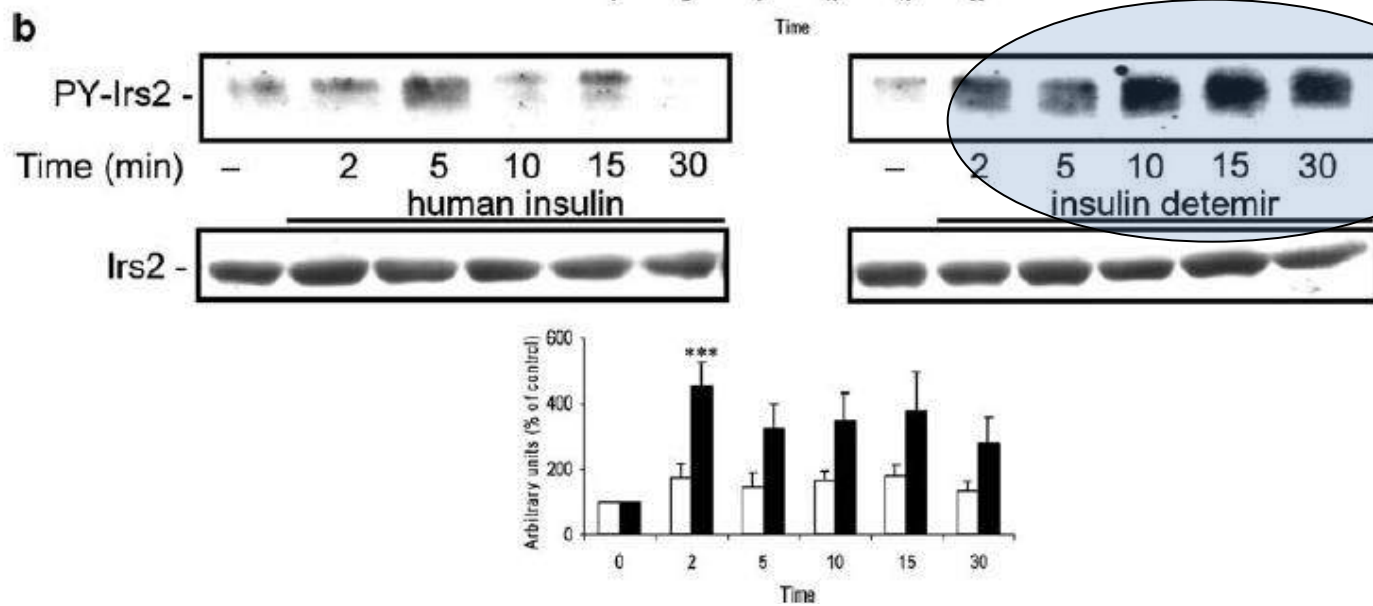 b
Time
PY-Irs2 -
Time (min) – 2 5 10 15 30 – 2 5 10 15 30
human insulin insulin detemir
Irs2 -
Arbitrary units (% of control)
600
***
400
200
0
0 2 5 10 15 30
Time